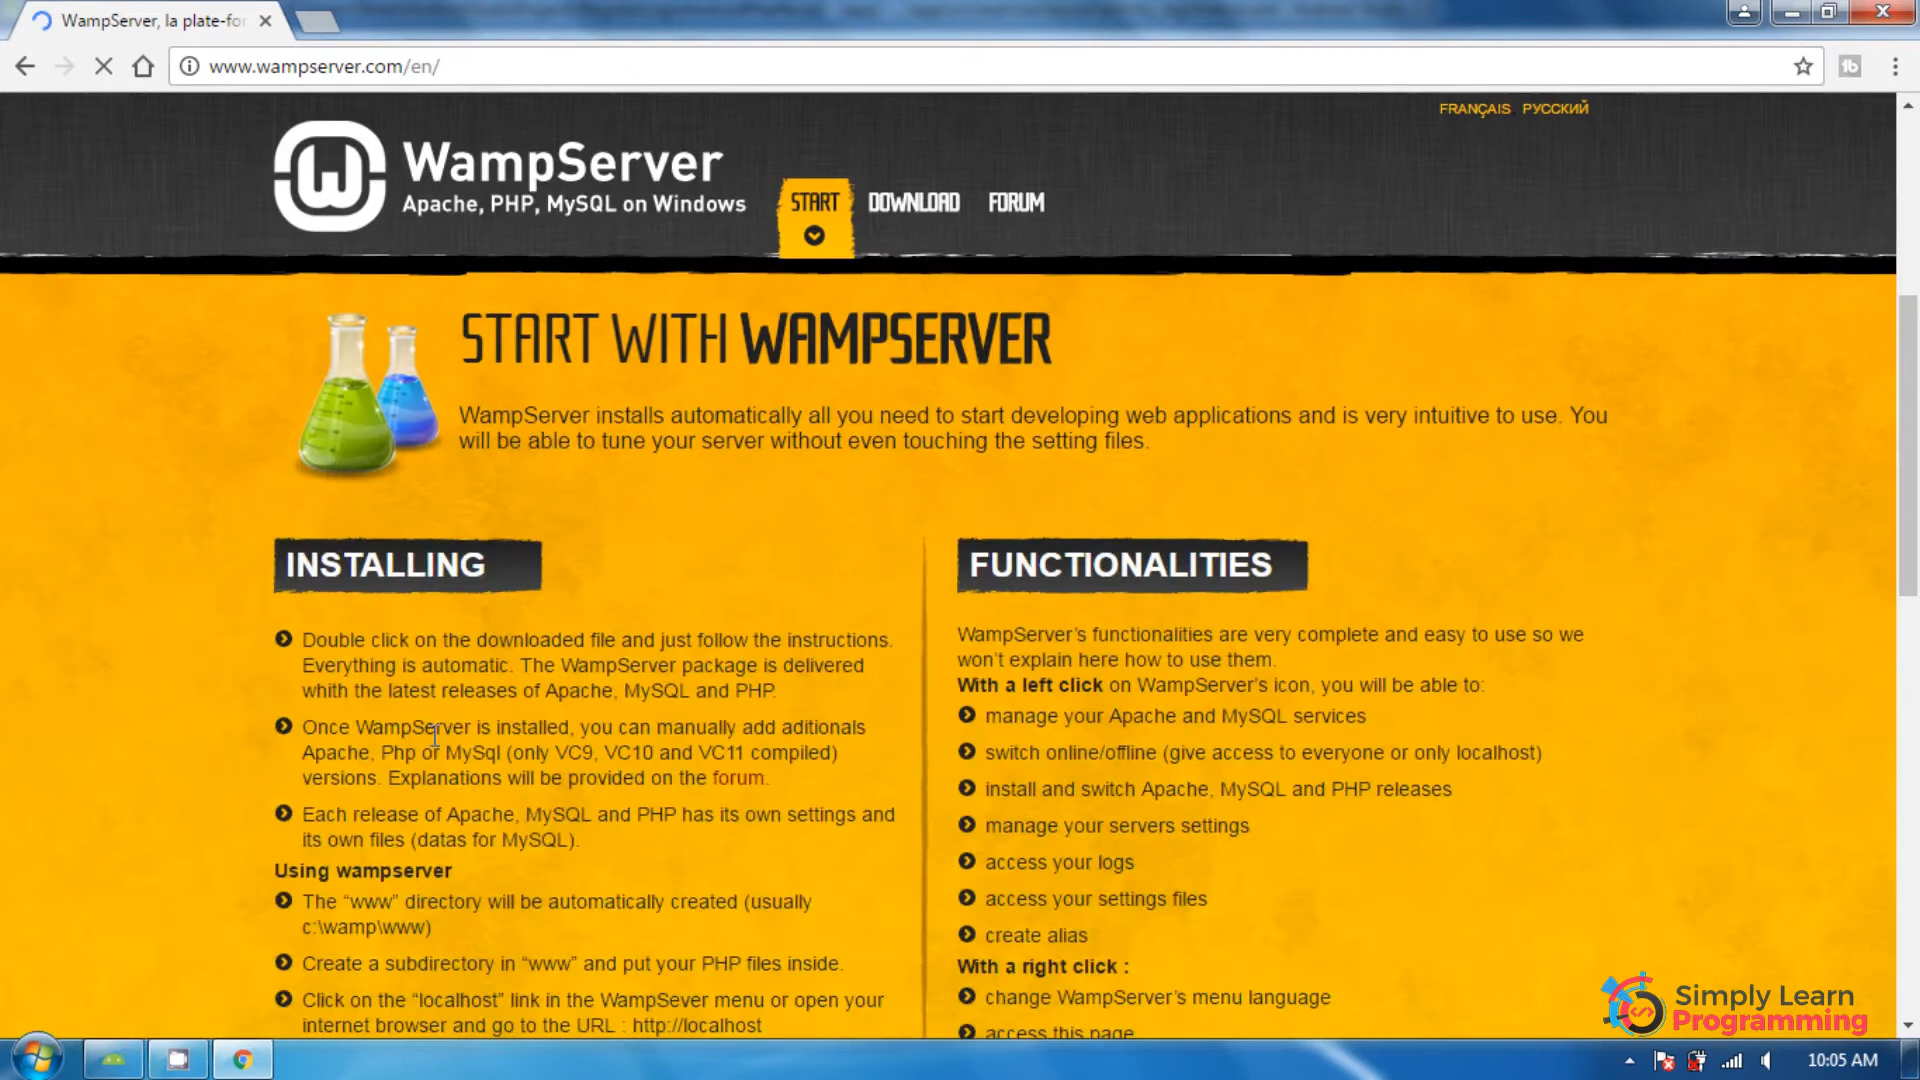 WampServer, la plate-for
www.wampserver.com/en/
FRANÇAIS РУССКИЙ
WampServer
Apache, PHP, MySQL on Windows
START DOWNLOAD FORUM
START WITH WAMPSERVER
WampServer installs automatically all you need to start developing web applications and is very intuitive to use. You
will be able to tune your server without even touching the setting files.
INSTALLING
Double click on the downloaded file and just follow the instructions.
Everything is automatic. The WampServer package is delivered
whith the latest releases of Apache, MySQL and PHP.
Once WampServer is installed, you can manually add aditionals
Apache, Php or MySql (only VC9, VC10 and VC11 compiled)
versions. Explanations will be provided on the forum.
Each release of Apache, MySQL and PHP has its own settings and
its own files (datas for MySQL).
Using wampserver
The “www” directory will be automatically created (usually
c:\wamp\www)
Create a subdirectory in “www” and put your PHP files inside.
Click on the “localhost” link in the WampSever menu or open your
internet browser and go to the URL : http://localhost
FUNCTIONALITIES
WampServer’s functionalities are very complete and easy to use so we
won’t explain here how to use them.
With a left click on WampServer’s icon, you will be able to:
manage your Apache and MySQL services
switch online/offline (give access to everyone or only localhost)
install and switch Apache, MySQL and PHP releases
manage your servers settings
access your logs
access your settings files
create alias
With a right click :
change WampServer’s menu language
access this page
Simply Learn
Programming
10:05 AM